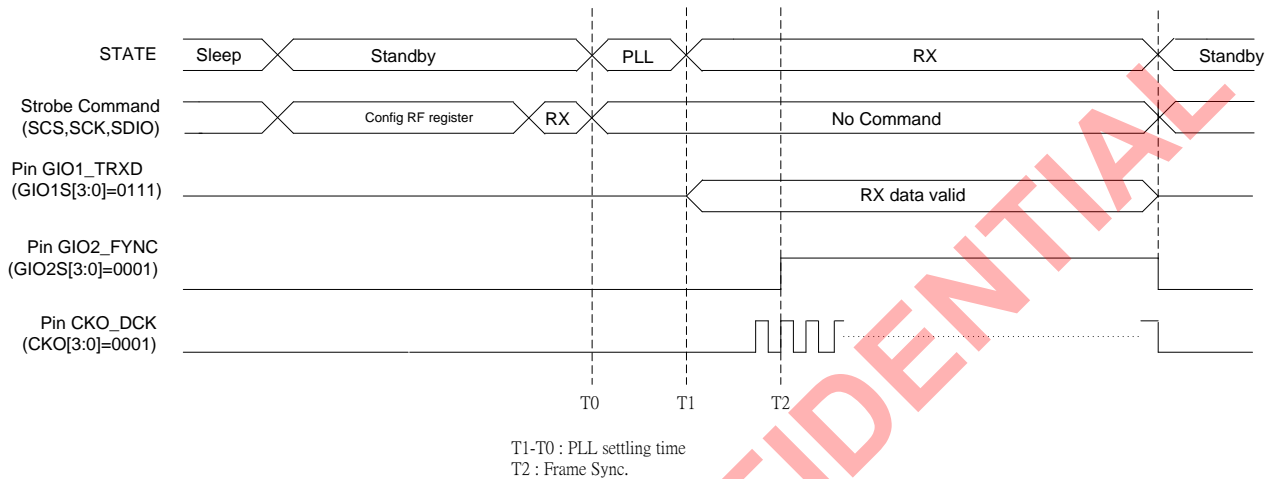 STATE
Sleep
Standby
PLL
RX
Standby
Strobe Command
(SCS,SCK,SDIO)
Config RF register
RX
No Command
Pin GIO1_TRXD
(GIO1S[3:0]=0111)
RX data valid
Pin GIO2_FYNC
(GIO2S[3:0]=0001)
Pin CKO_DCK
(CKO[3:0]=0001)
T0
T1
T2
T1-T0 : PLL settling time
T2 : Frame Sync.
FIDENTIAL